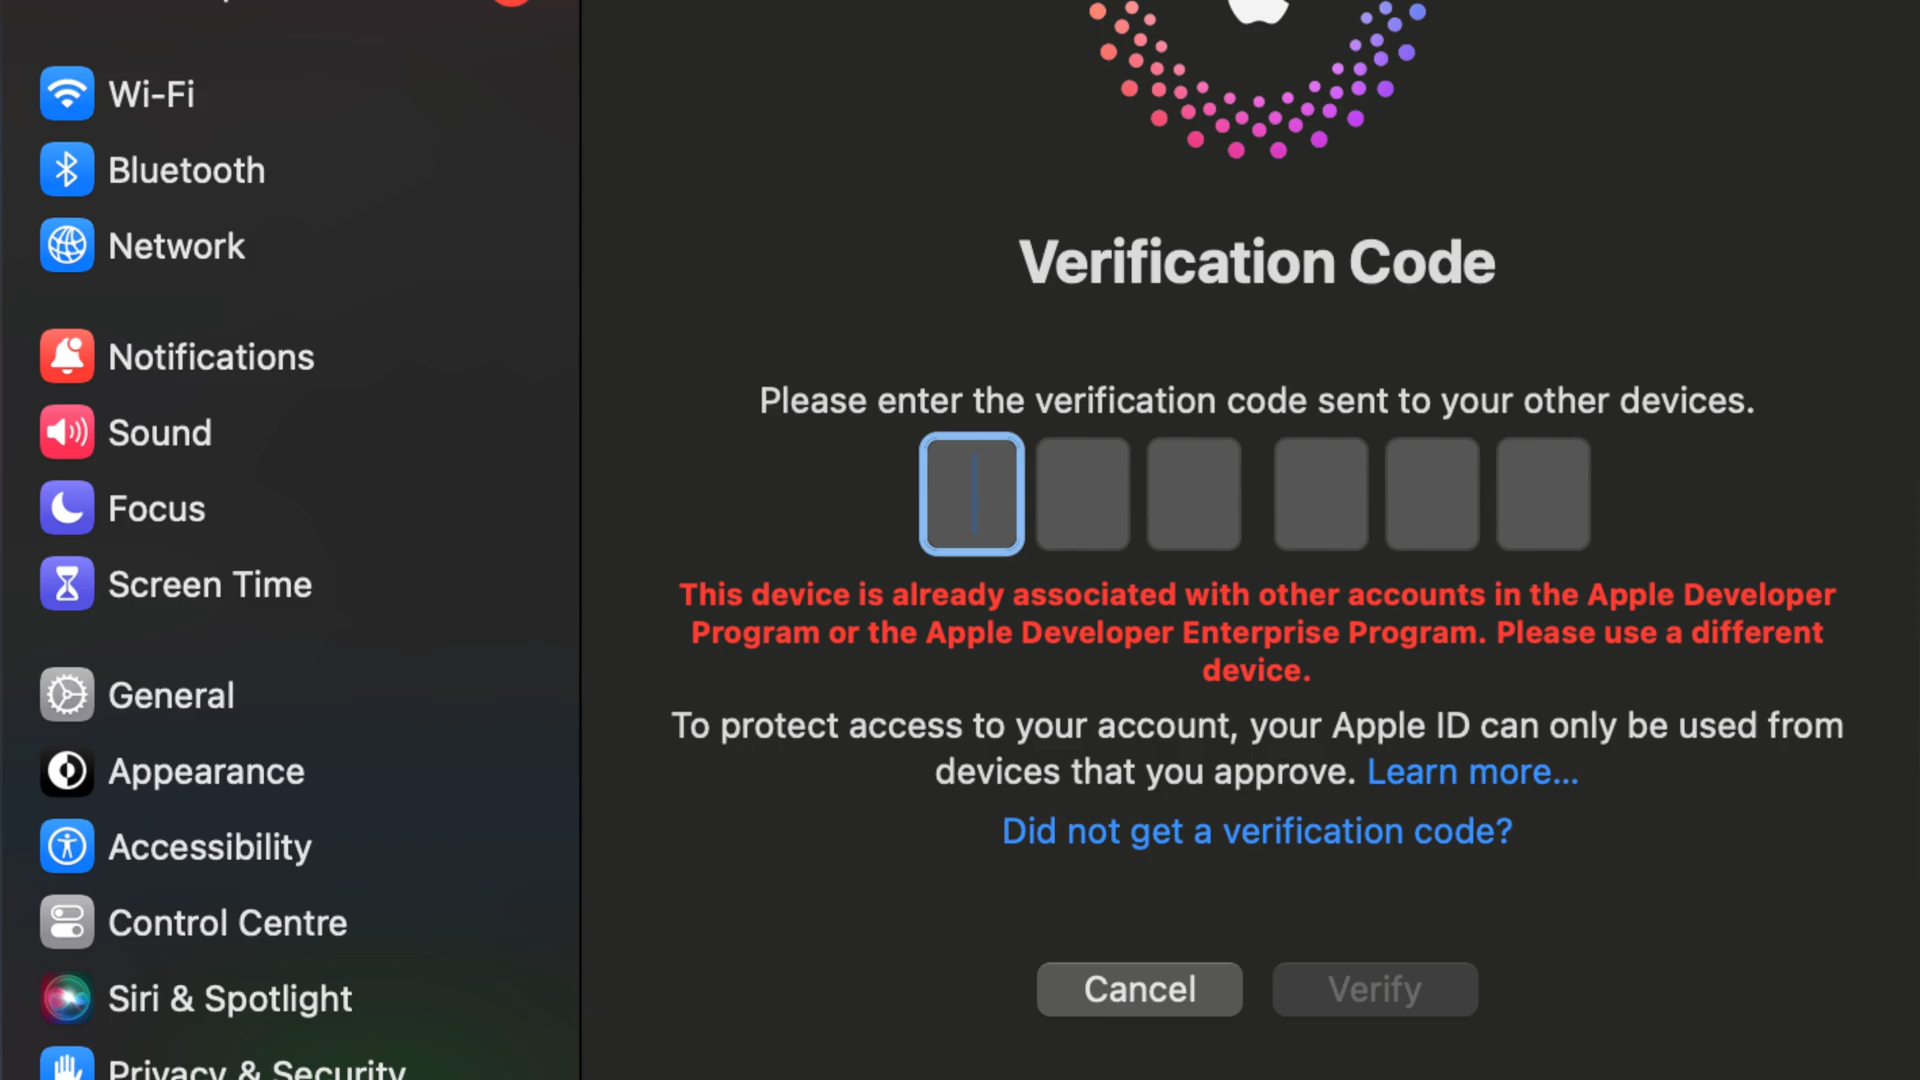 Wi-Fi
Bluetooth
Network
Notifications
Sound
Focus
Screen Time
General
Appearance
Accessibility
Control Centre
Siri & Spotlight
Privacy & Security
Verification Code
Please enter the verification code sent to your other devices.
This device is already associated with other accounts in the Apple Developer
Program or the Apple Developer Enterprise Program. Please use a different
device.
To protect access to your account, your Apple ID can only be used from
devices that you approve. Learn more...
Did not get a verification code?
Cancel
Verify